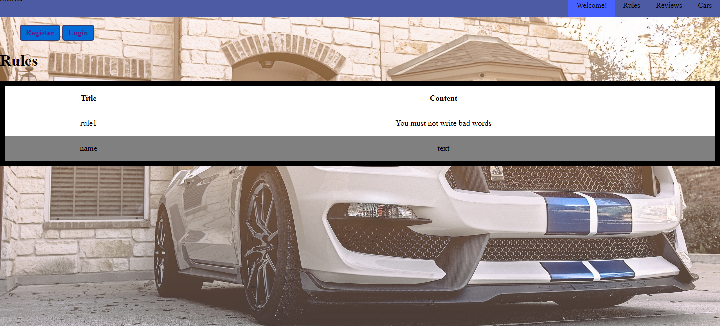 Welcome! Rules Reviews Cars
Register Login
Rules
Title Content
rule1 You must not write bad words
name text